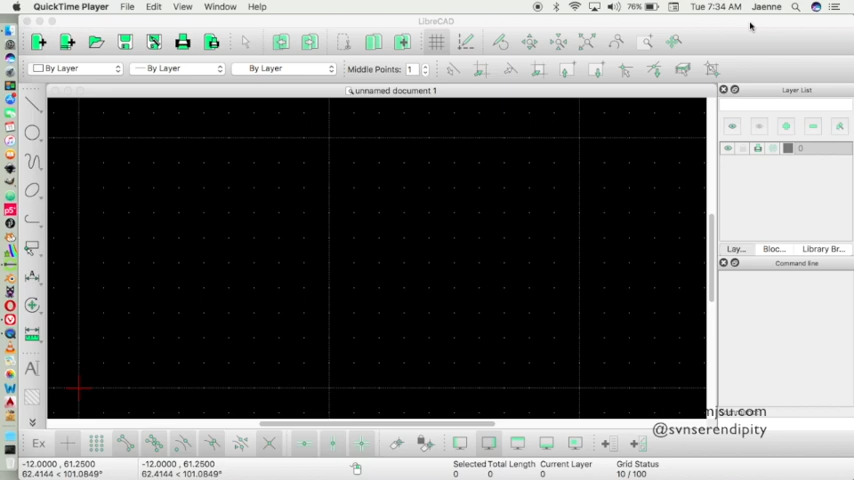 QuickTime Player File Edit View Window Help 76% Tue 7:34 AM Jaenne
LibreCAD
By Layer By Layer By Layer Middle Points: 1
unnamed document 1
Layer List
0
Lay... Bloc... Library Br...
Command line
p5*
A
W
Ex
mjsu.com
@svnserendipity
-12.0000 , 61.2500 -12.0000 , 61.2500 Selected Total Length Current Layer Grid Status
62.4144 < 101.0849° 62.4144 < 101.0849° 0 0 0 10 / 100